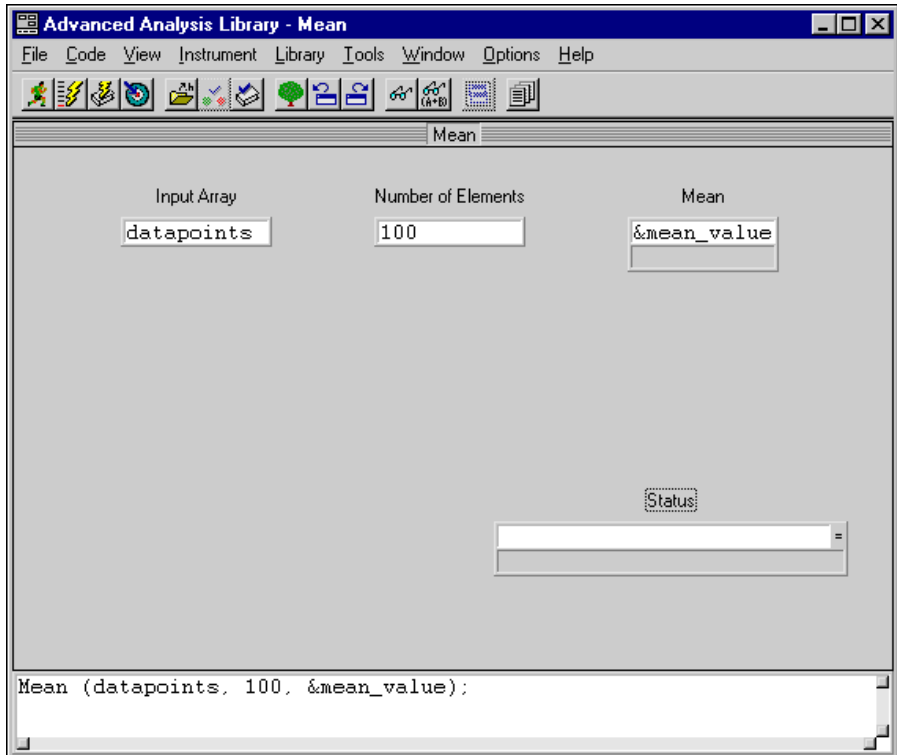 Advanced Analysis Library - Mean
File Code View Instrument Library Tools Window Options Help
(A+B)
Mean
Input Array Number of Elements Mean
datapoints 100 &mean_value
Status
=
Mean (datapoints, 100, &mean_value);